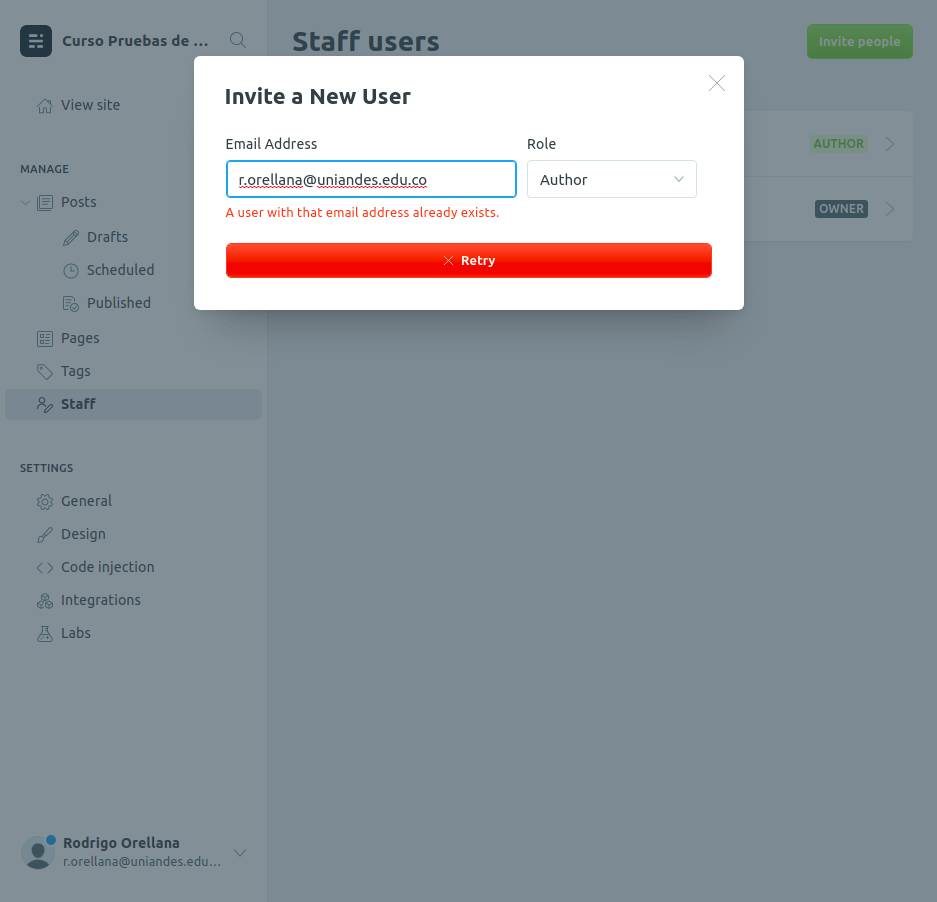 Curso Pruebas de ...
Staff users
Invite people
View site
MANAGE
Posts
Drafts
Scheduled
Published
Pages
Tags
Staff
SETTINGS
General
Design
Code injection
Integrations
Labs
Rodrigo Orellana
r.orellana@uniandes.edu...
AUTHOR
OWNER
Invite a New User
Email Address
Role
r.orellana@uniandes.edu.co
Author
A user with that email address already exists.
Retry